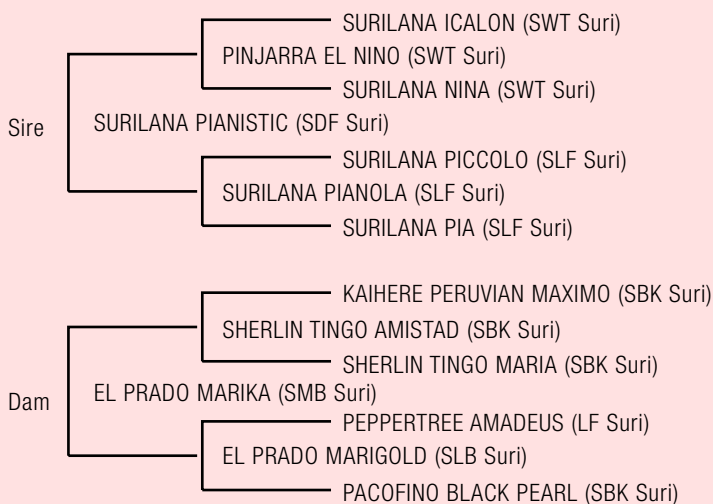 SURILANA ICALON (SWT Suri)
PINJARRA EL NINO (SWT Suri)
SURILANA NINA (SWT Suri)
Sire
SURILANA PIANISTIC (SDF Suri)
SURILANA PICCOLO (SLF Suri)
SURILANA PIANOLA (SLF Suri)
SURILANA PIA (SLF Suri)
KAIHERE PERUVIAN MAXIMO (SBK Suri)
SHERLIN TINGO AMISTAD (SBK Suri)
SHERLIN TINGO MARIA (SBK Suri)
Dam
EL PRADO MARIKA (SMB Suri)
PEPPERTREE AMADEUS (LF Suri)
EL PRADO MARIGOLD (SLB Suri)
PACOFINO BLACK PEARL (SBK Suri)